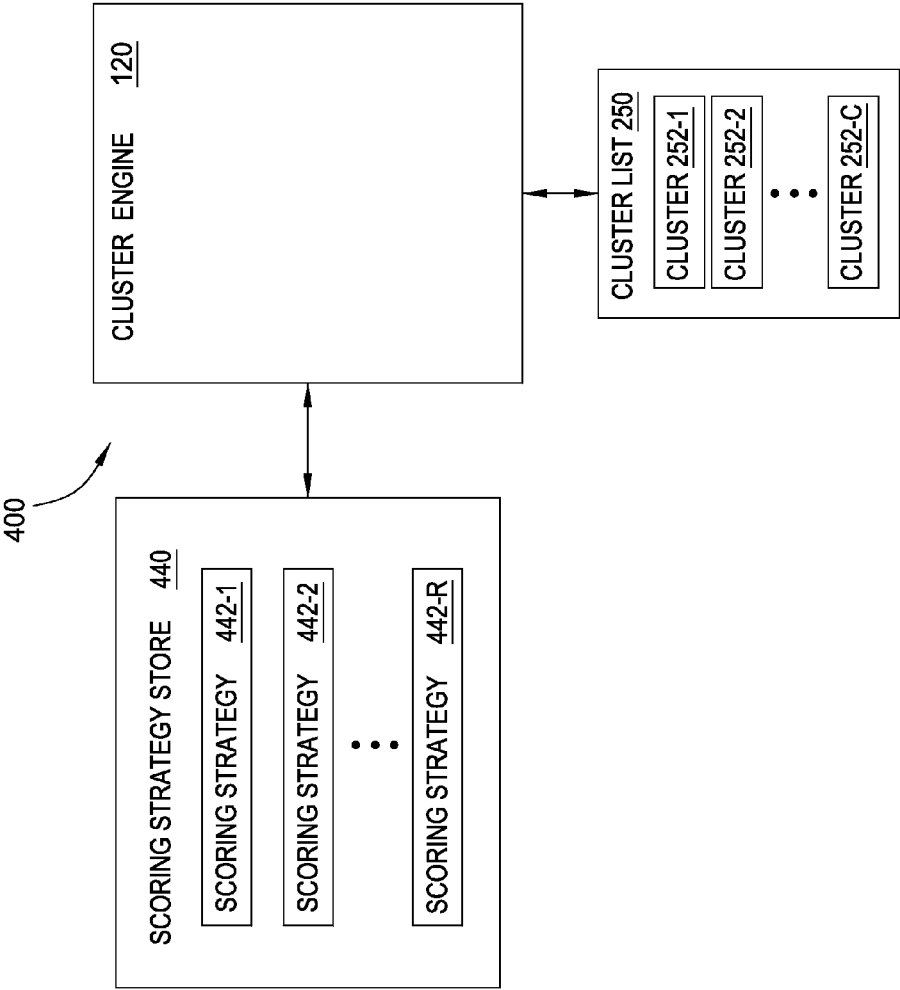 400
SCORING STRATEGY STORE 440
SCORING STRATEGY 442-1
SCORING STRATEGY 442-2
SCORING STRATEGY 442-R
CLUSTER ENGINE 120
CLUSTER LIST 250
CLUSTER 252-1
CLUSTER 252-2
CLUSTER 252-C